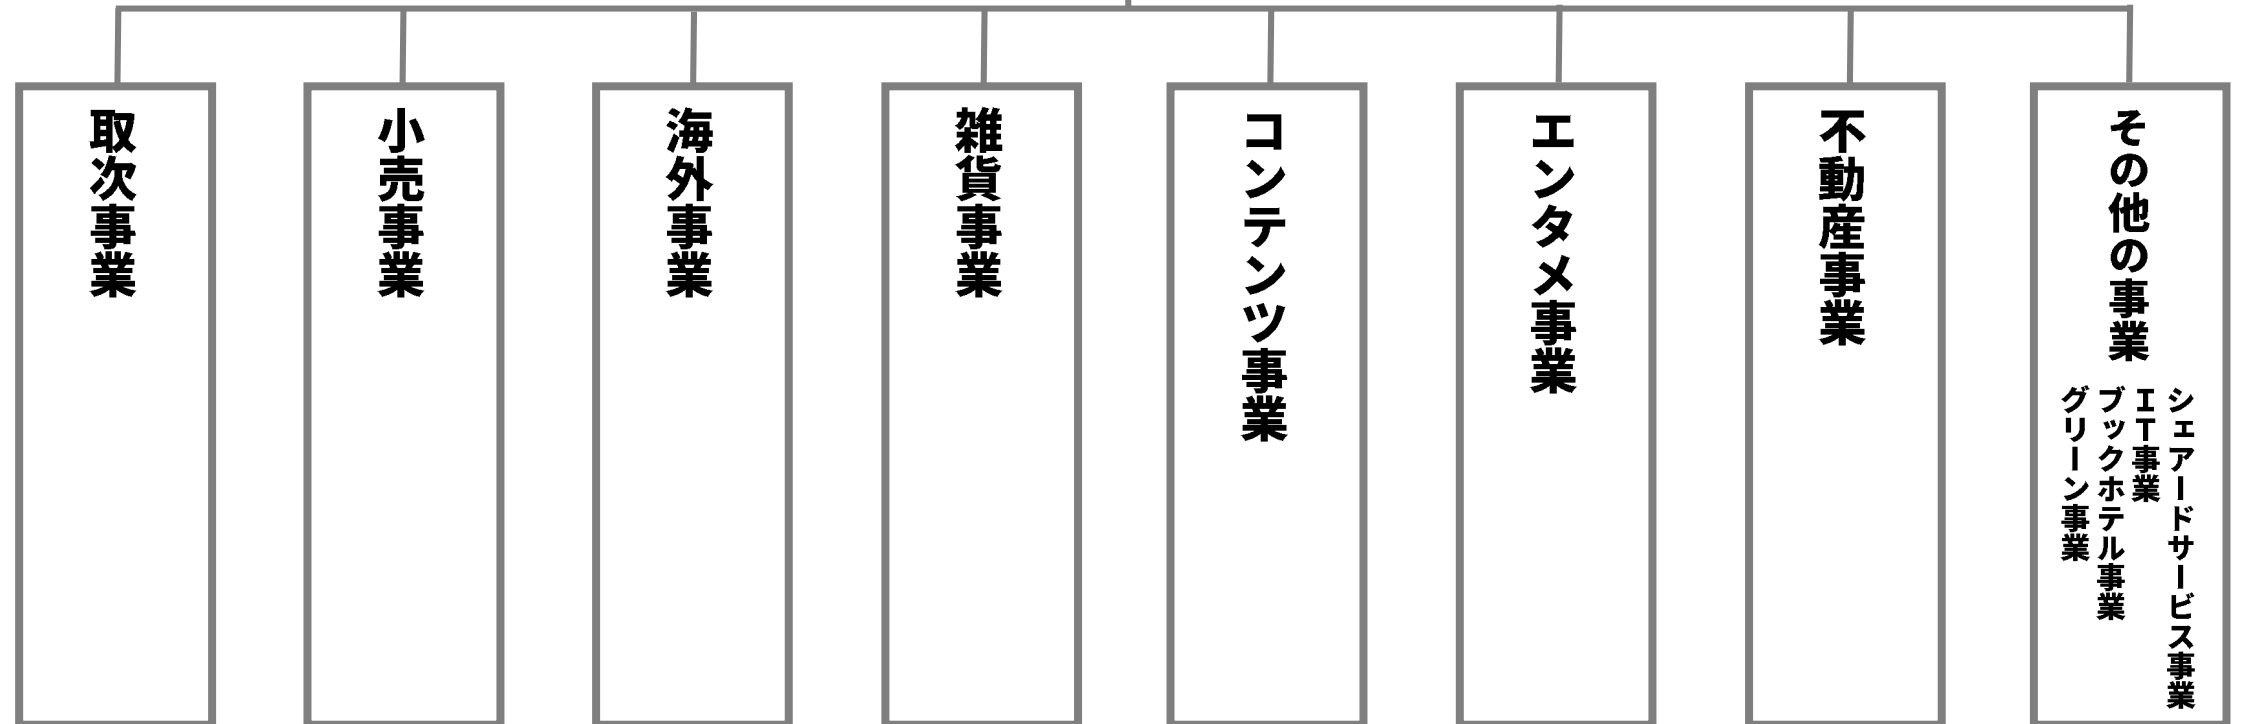 取次事業
小売事業
海外事業
雑貨事業
コンテンツ事業
エンタメ事業
不動産事業
その他の事業
シェアードサービス事業
IT事業
ブックホテル事業
グリーン事業